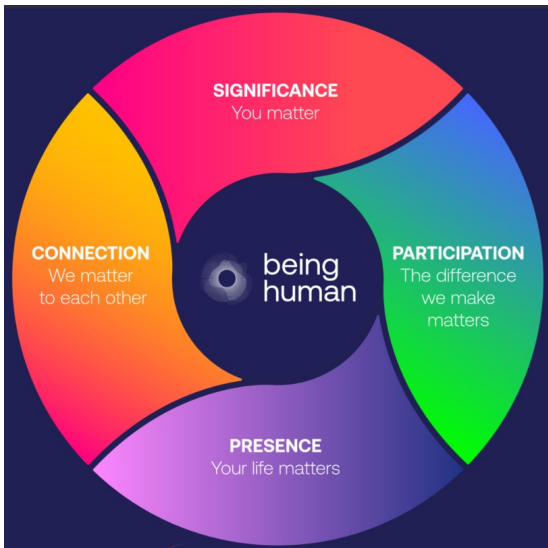 SIGNIFICANCE
You matter
CONNECTION
We matter
to each other
being
human
PARTICIPATION
The difference
we make
matters
PRESENCE
Your life matters